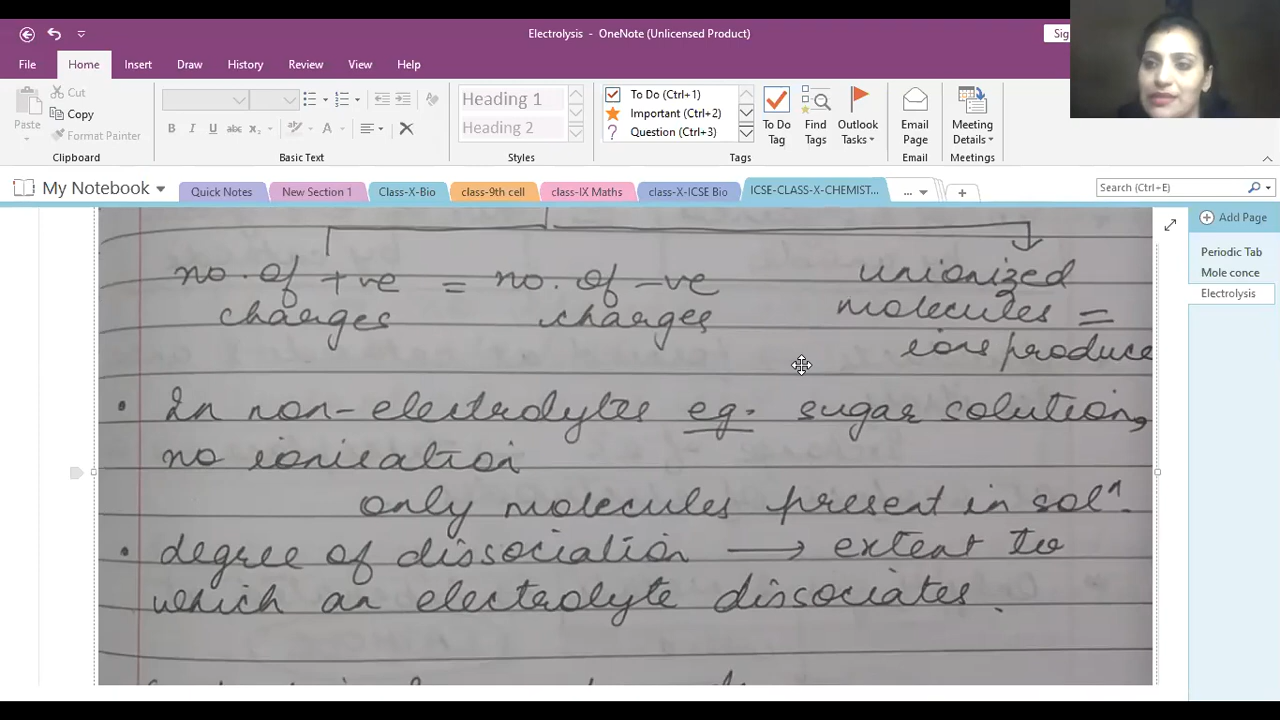 Electrolysis - OneNote (Unlicensed Product)
Sig
File Home Insert Draw History Review View Help
Cut
Copy
Format Painter
Paste
B I U abc x₂ A
Heading 1
Heading 2
To Do (Ctrl+1)
Important (Ctrl+2)
Question (Ctrl+3)
To Do Tag
Find Tags
Outlook Tasks
Email Page
Meeting Details
Clipboard Basic Text Styles Tags Email Meetings
My Notebook Quick Notes New Section 1 Class-X-Bio class-9th cell class-IX Maths class-X-ICSE Bio ICSE-CLASS-X-CHEMIST... ...
Search (Ctrl+E)
Add Page
Periodic Tab
Mole conce
Electrolysis
no. of +ve = no. of -ve
charges charges
unionized
molecules =
ions produce
• In non-electrolytes eg. sugar solution,
no ionisation
only molecules present in solⁿ.
• degree of dissociation → extent to
which an electrolyte dissociates.